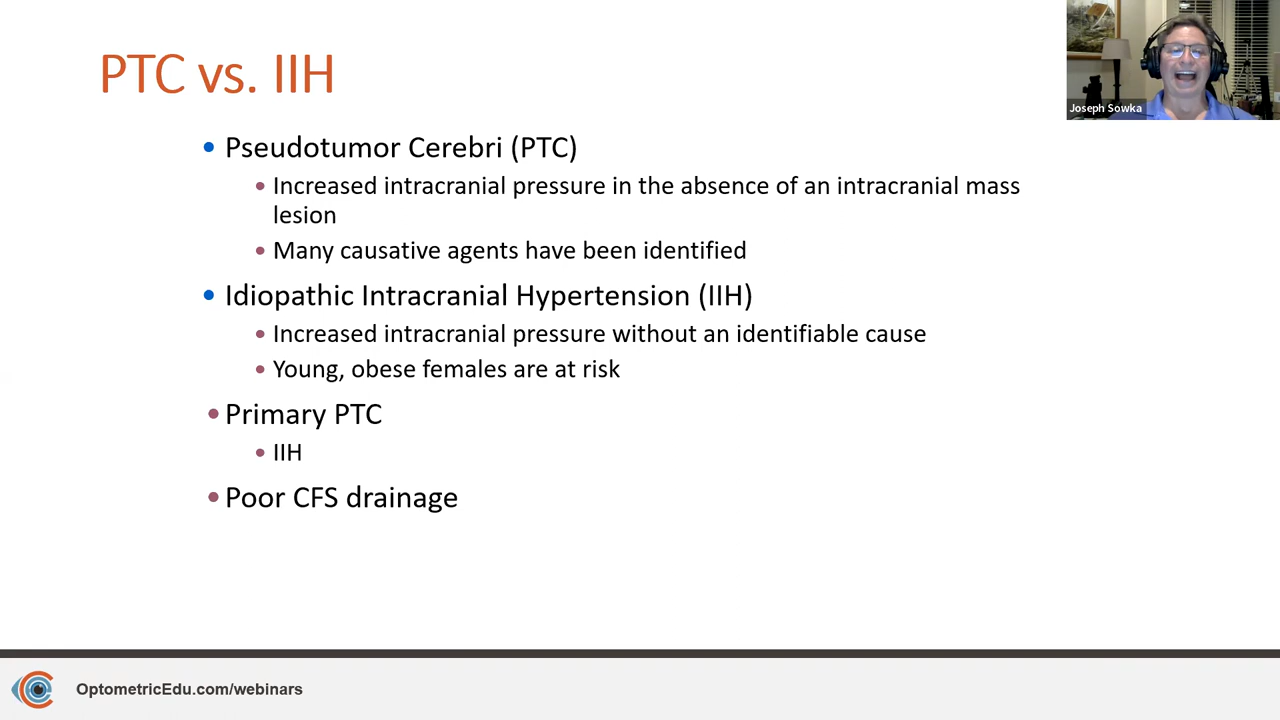 PTC vs. IIH
Joseph Sowka
• Pseudotumor Cerebri (PTC)
• Increased intracranial pressure in the absence of an intracranial mass
lesion
• Many causative agents have been identified
• Idiopathic Intracranial Hypertension (IIH)
• Increased intracranial pressure without an identifiable cause
• Young, obese females are at risk
• Primary PTC
• IIH
• Poor CFS drainage
OptometricEdu.com/webinars